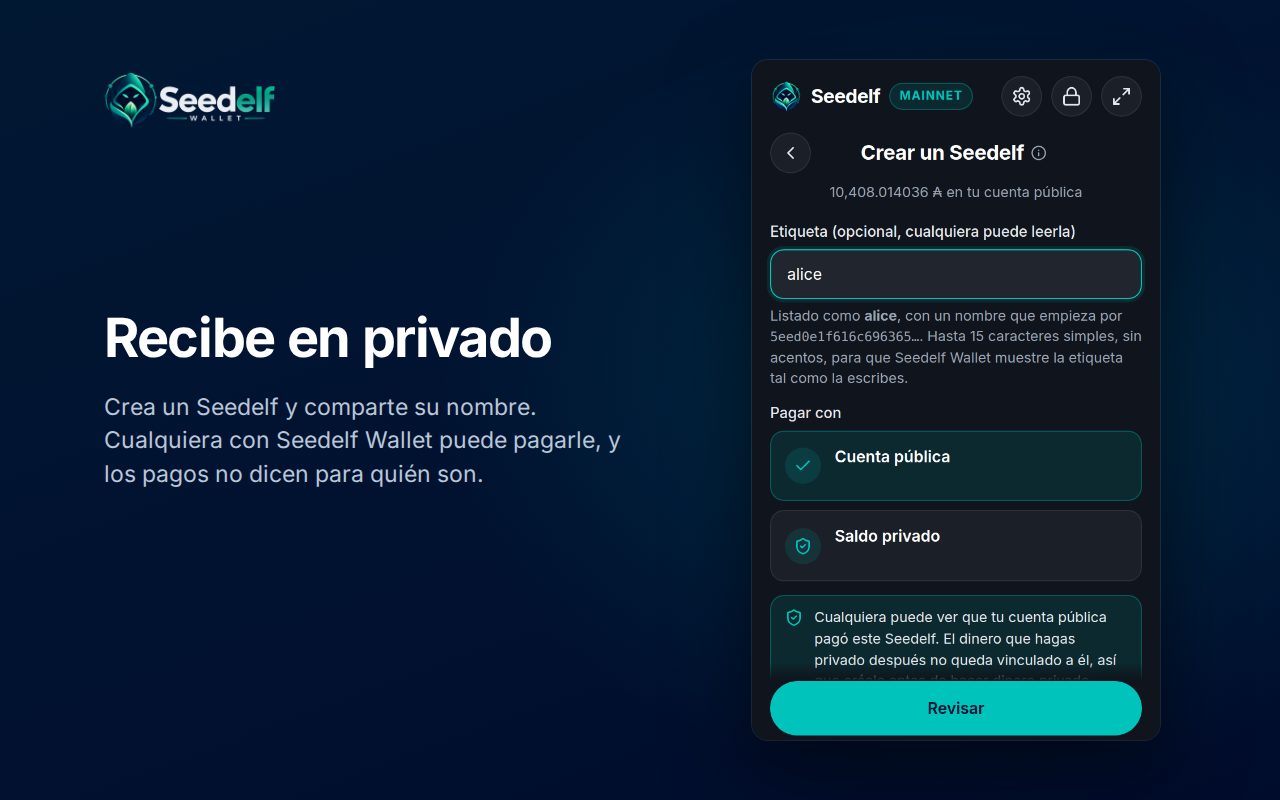 Seedelf
WALLET
Recibe en privado
Crea un Seedelf y comparte su nombre.
Cualquiera con Seedelf Wallet puede pagarle, y
los pagos no dicen para quién son.
Seedelf MAINNET
Crear un Seedelf
10,408.014036 ₳ en tu cuenta pública
Etiqueta (opcional, cualquiera puede leerla)
alice
Listado como alice, con un nombre que empieza por
5eed0e1f616c696365…. Hasta 15 caracteres simples, sin
acentos, para que Seedelf Wallet muestre la etiqueta
tal como la escribes.
Pagar con
Cuenta pública
Saldo privado
Cualquiera puede ver que tu cuenta pública
pagó este Seedelf. El dinero que hagas
privado después no queda vinculado a él, así
Revisar